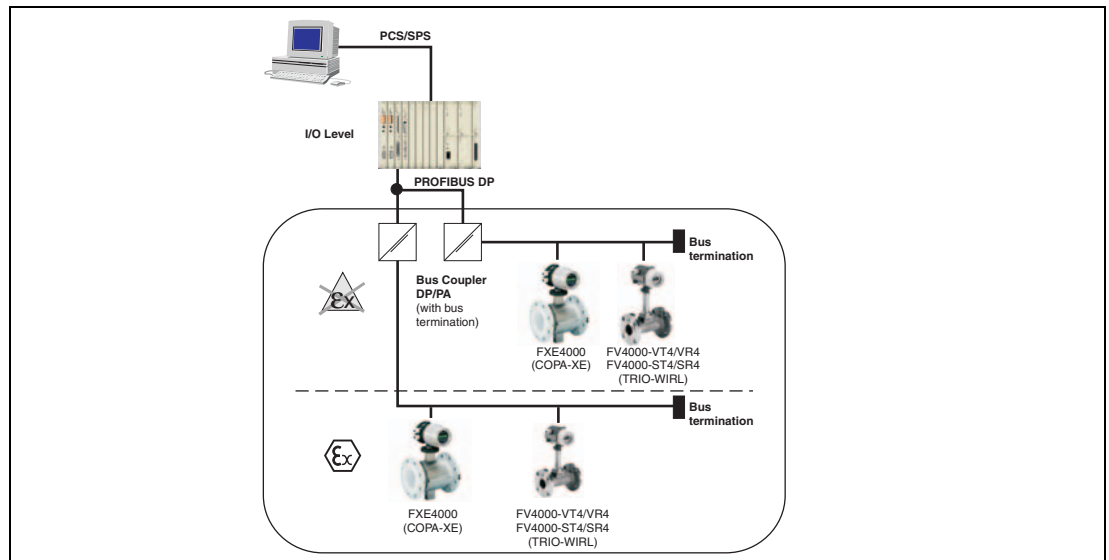 PCS/SPS
I/O Level
PROFIBUS DP
Bus
termination
Bus Coupler
DP/PA
(with bus
termination)
εx
FXE4000
(COPA-XE)
FV4000-VT4/VR4
FV4000-ST4/SR4
(TRIO-WIRL)
Bus
termination
εx
FXE4000
(COPA-XE)
FV4000-VT4/VR4
FV4000-ST4/SR4
(TRIO-WIRL)